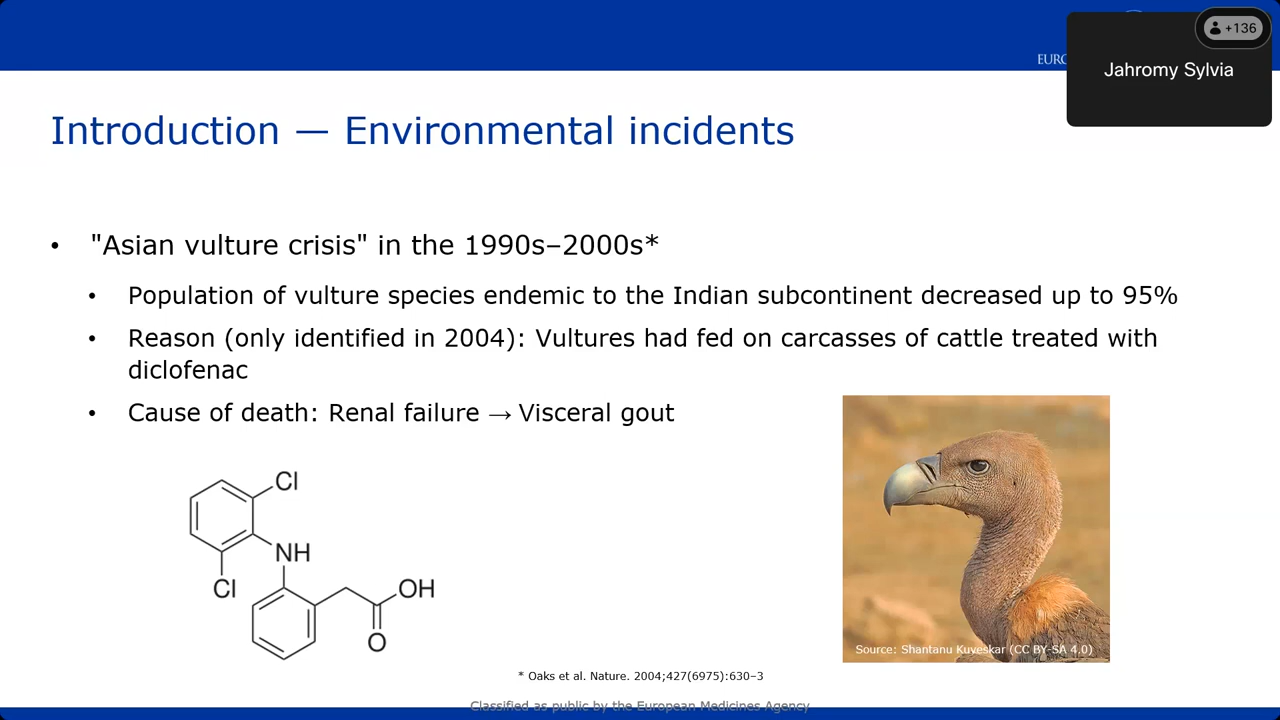 EURO
+136
Jahromy Sylvia
Introduction — Environmental incidents
• "Asian vulture crisis" in the 1990s–2000s*
• Population of vulture species endemic to the Indian subcontinent decreased up to 95%
• Reason (only identified in 2004): Vultures had fed on carcasses of cattle treated with
diclofenac
• Cause of death: Renal failure → Visceral gout
Cl
NH
Cl
OH
O
Source: Shantanu Kuveskar (CC BY-SA 4.0)
* Oaks et al. Nature. 2004;427(6975):630–3
Classified as public by the European Medicines Agency